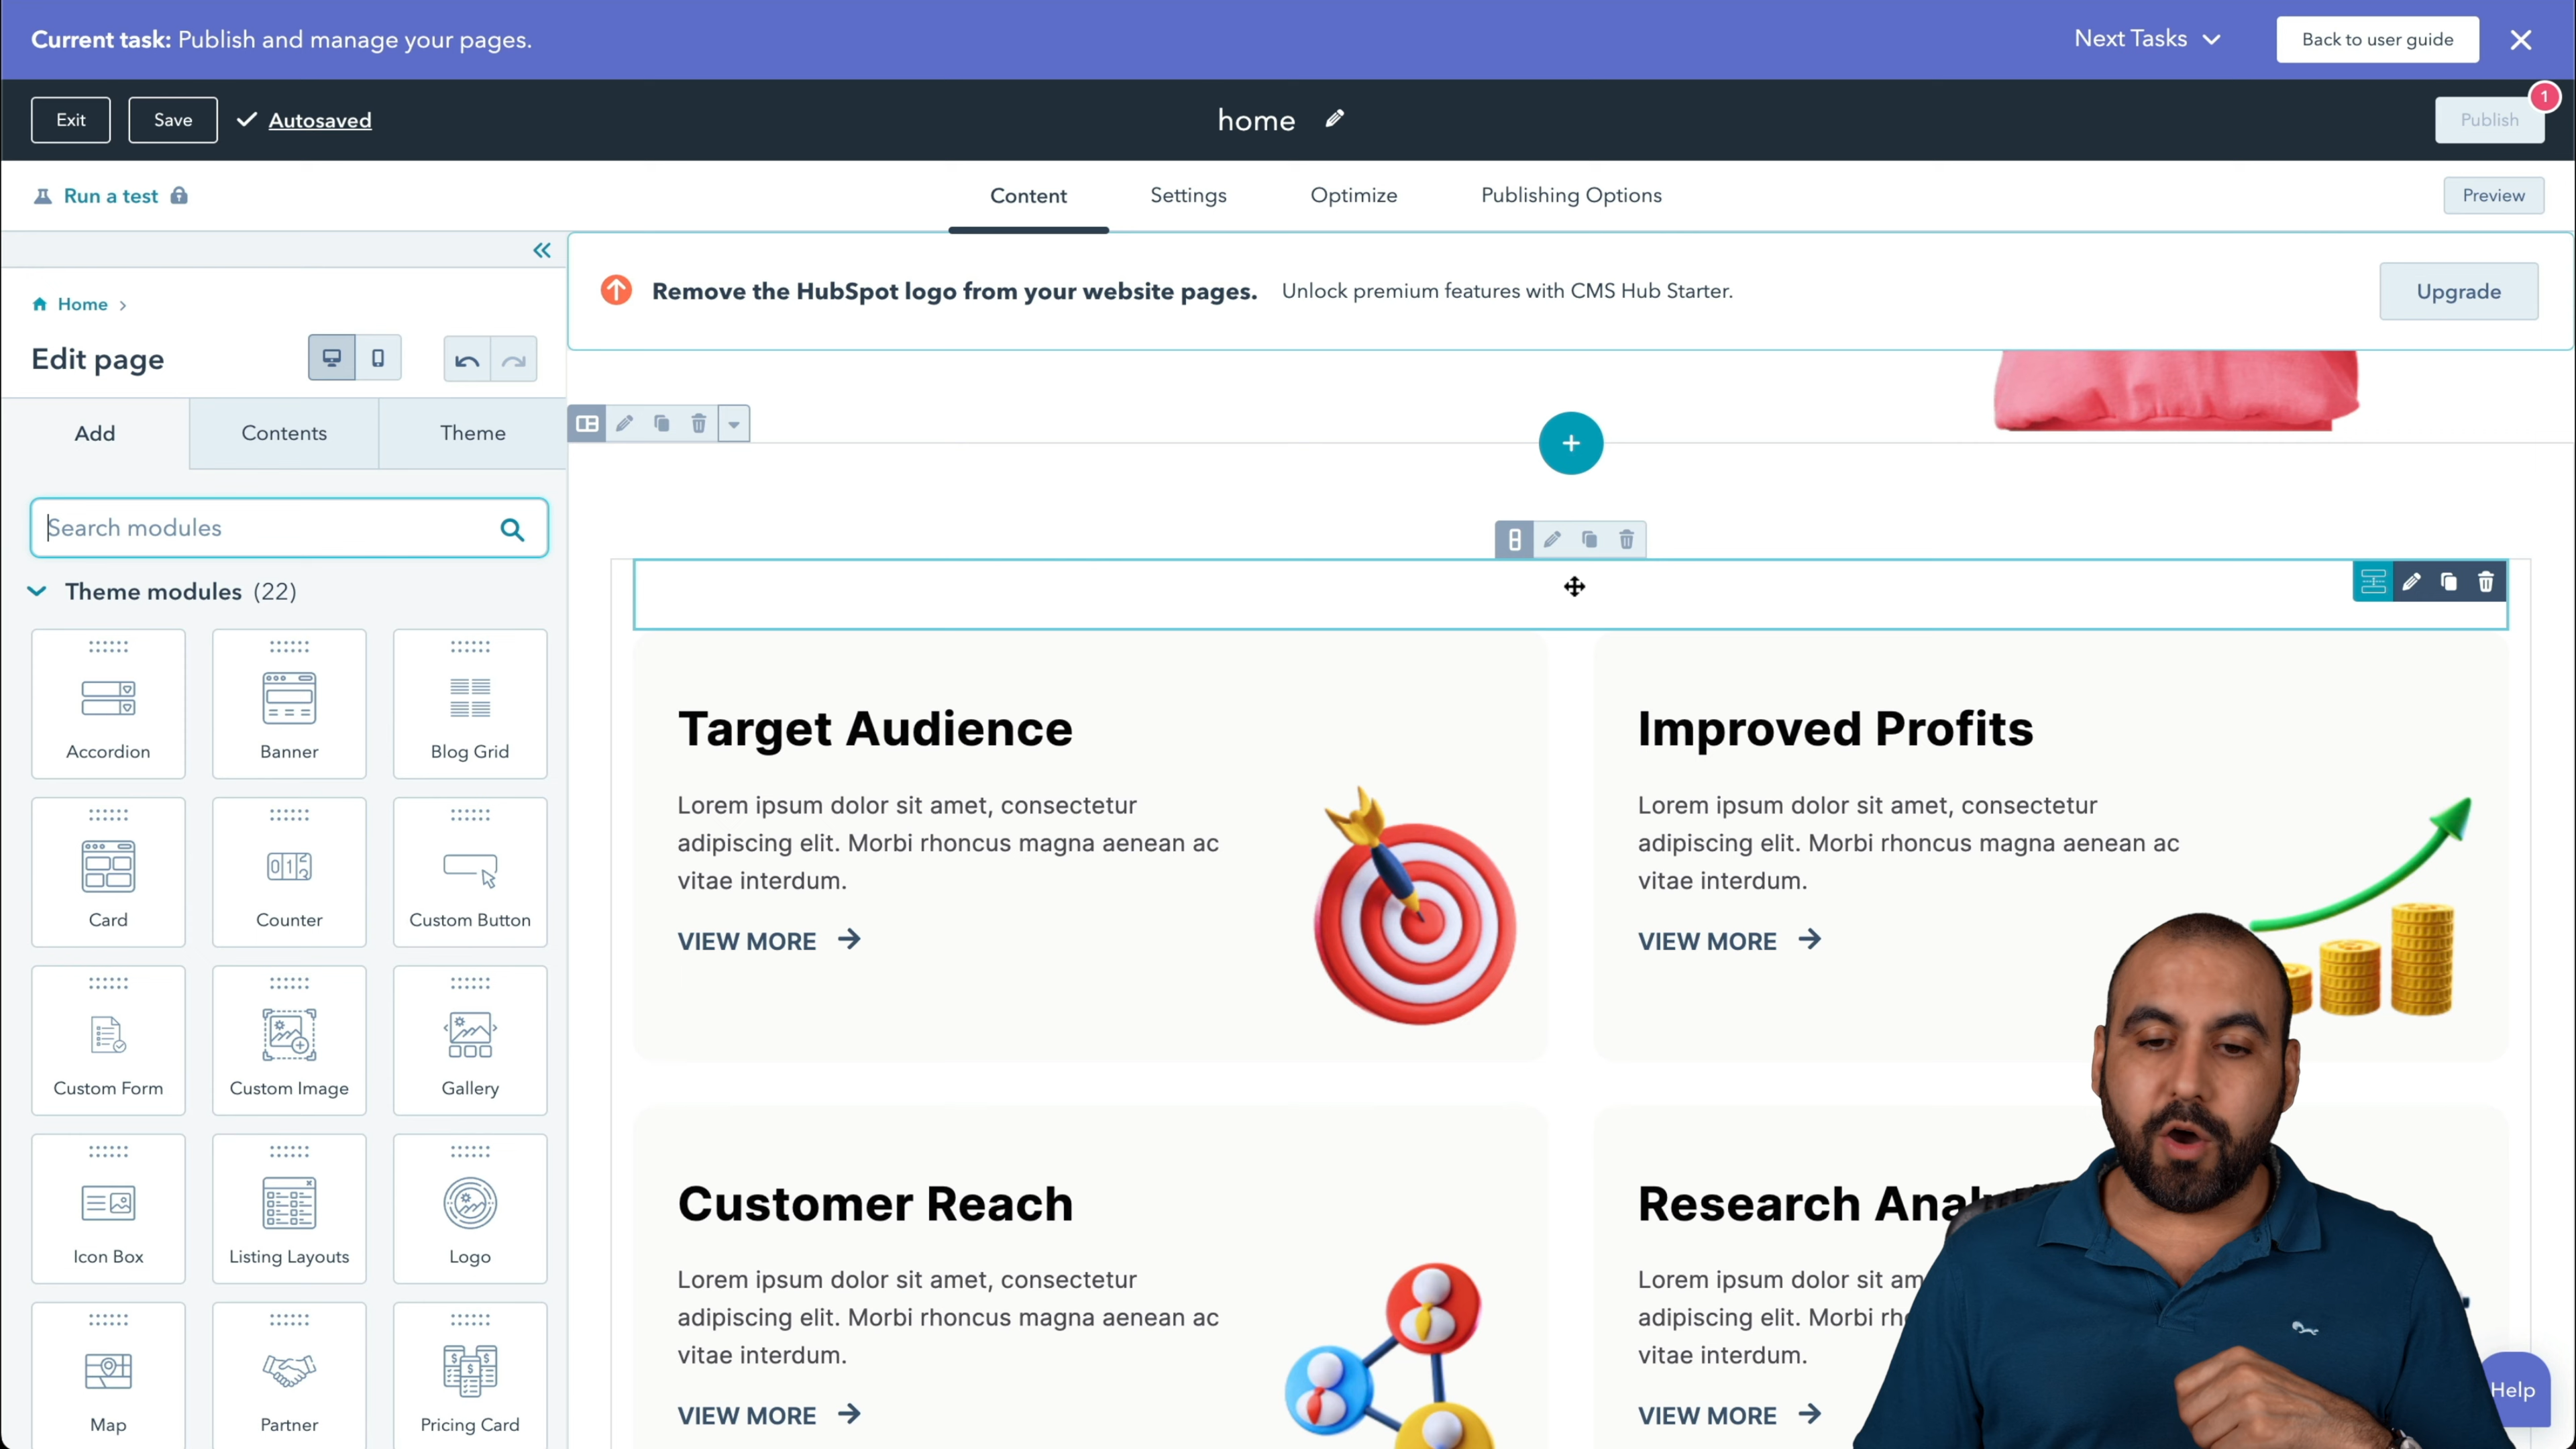 Current task: Publish and manage your pages.
Next Tasks
Back to user guide
Exit
Save
Autosaved
home
1
Publish
Run a test
Content
Settings
Optimize
Publishing Options
Preview
Remove the HubSpot logo from your website pages.
Unlock premium features with CMS Hub Starter.
Upgrade
Home
Edit page
Add
Contents
Theme
Search modules
Theme modules (22)
Accordion
Banner
Blog Grid
Card
Counter
Custom Button
Custom Form
Custom Image
Gallery
Icon Box
Listing Layouts
Logo
Map
Partner
Pricing Card
Target Audience
Lorem ipsum dolor sit amet, consectetur
adipiscing elit. Morbi rhoncus magna aenean ac
vitae interdum.
VIEW MORE
Improved Profits
Lorem ipsum dolor sit amet, consectetur
adipiscing elit. Morbi rhoncus magna aenean ac
vitae interdum.
VIEW MORE
Customer Reach
Lorem ipsum dolor sit amet, consectetur
adipiscing elit. Morbi rhoncus magna aenean ac
vitae interdum.
VIEW MORE
Research
Lorem ipsum dolor sit
adipiscing elit. Morbi
vitae interdum.
VIEW MORE
Help